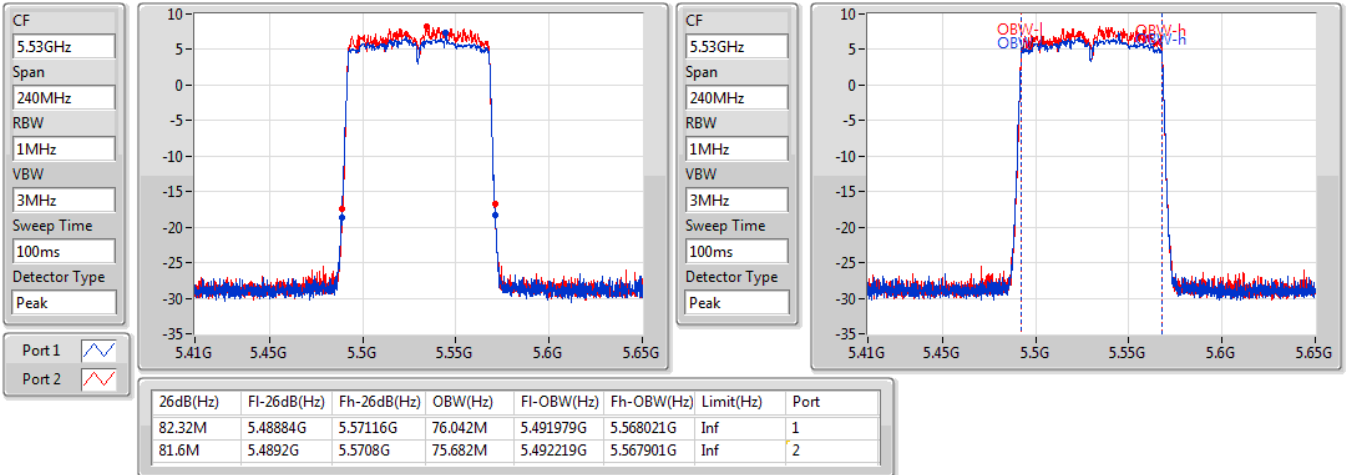 CF
5.53GHz
Span
240MHz
RBW
1MHz
VBW
3MHz
Sweep Time
100ms
Detector Type
Peak
Port 1
Port 2
10-
5-
0-
-5-
-10-
-15-
-20-
-25-
-30-
-35-
5.41G 5.45G 5.5G 5.55G 5.6G 5.65G
CF
5.53GHz
Span
240MHz
RBW
1MHz
VBW
3MHz
Sweep Time
100ms
Detector Type
Peak
10-
5-
0-
-5-
-10-
-15-
-20-
-25-
-30-
-35-
OBW-l OBW-h
5.41G 5.45G 5.5G 5.55G 5.6G 5.65G
26dB(Hz) Fl-26dB(Hz) Fh-26dB(Hz) OBW(Hz) Fl-OBW(Hz) Fh-OBW(Hz) Limit(Hz) Port
82.32M 5.48884G 5.57116G 76.042M 5.491979G 5.568021G Inf 1
81.6M 5.4892G 5.5708G 75.682M 5.492219G 5.567901G Inf 2